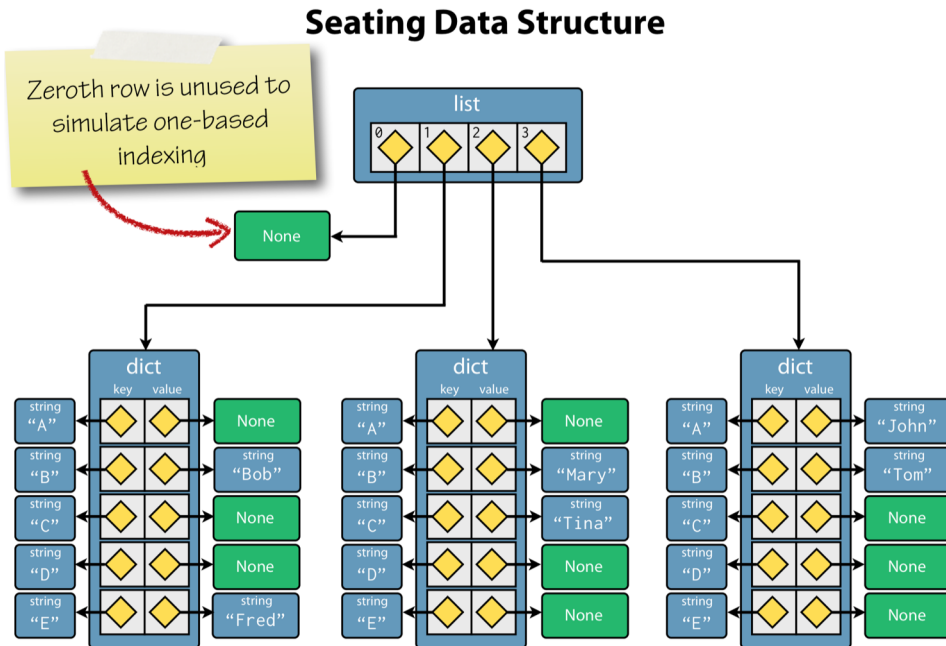 Seating Data Structure
Zeroth row is unused to
simulate one-based
indexing
list
0 1 2 3
None
dict
key value
string
“A”
None
string
“B”
string
“Bob”
string
“C”
None
string
“D”
None
string
“E”
string
“Fred”
dict
key value
string
“A”
None
string
“B”
string
“Mary”
string
“C”
string
“Tina”
string
“D”
None
string
“E”
None
dict
key value
string
“A”
string
“John”
string
“B”
string
“Tom”
string
“C”
None
string
“D”
None
string
“E”
None